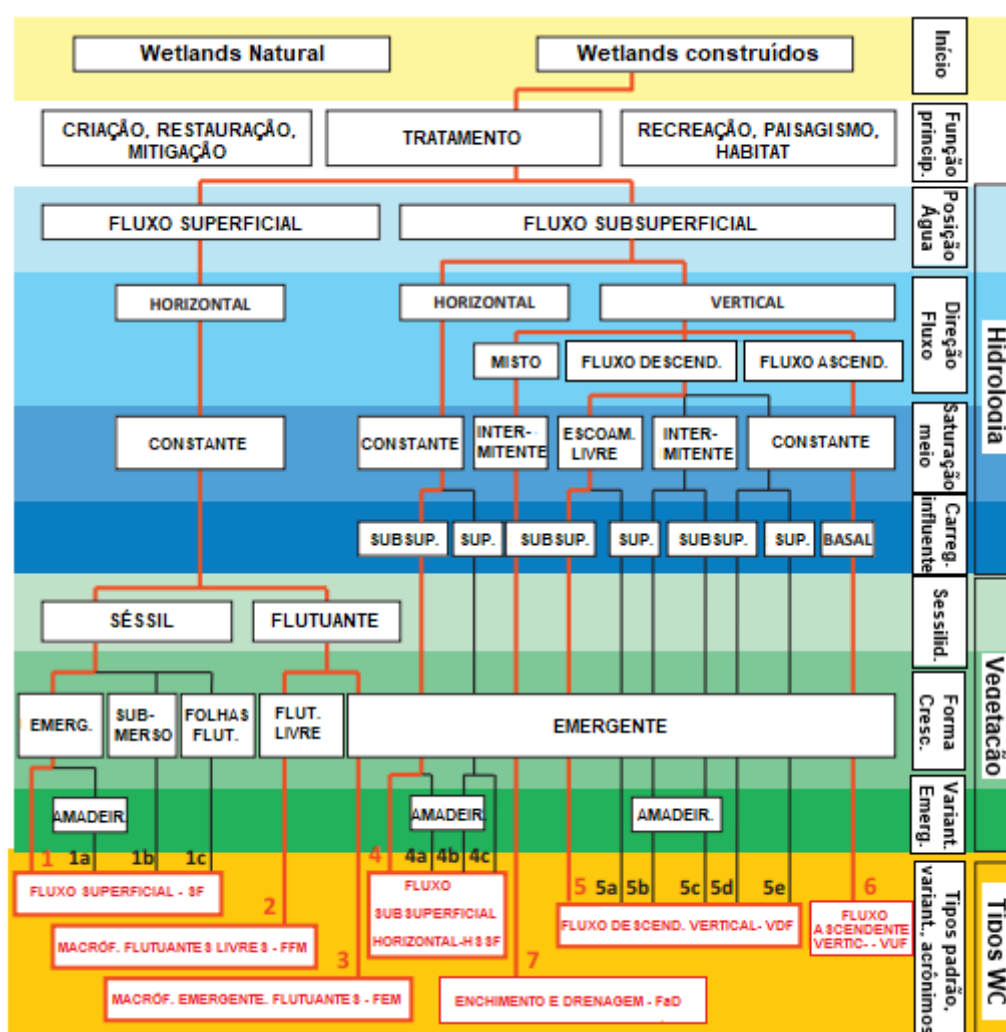 Wetlands Natural
Wetlands construídos
Início
CRIAÇÃO, RESTAURAÇÃO,
MITIGAÇÃO
TRATAMENTO
RECREAÇÃO, PAISAGISMO,
HABITAT
Função
princip.
FLUXO SUPERFICIAL
FLUXO SUBSUPERFICIAL
Posição
Água
HORIZONTAL
HORIZONTAL
VERTICAL
MISTO
FLUXO DESCEND.
FLUXO ASCEND.
Direção
Fluxo
Hidrologia
CONSTANTE
CONSTANTE
INTER-
MITENTE
ESCOAM.
LIVRE
INTER-
MITENTE
CONSTANTE
Saturação
meio
SUBSUP.
SUP.
SUBSUP.
SUP.
SUBSUP.
SUP.
BASAL
Carreg-
influente
SÉSSIL
FLUTUANTE
Sessilid.
EMERG.
SUB-
MERSO
FOLHAS
FLUT.
FLUT.
LIVRE
EMERGENTE
Forma
Cresc.
Vegetacão
AMADEIR.
AMADEIR.
AMADEIR.
Variant.
Emerg.
1
1a
1b
1c
2
3
4
4a
4b
4c
5
5a
5b
5c
5d
5e
6
7
FLUXO SUPERFICIAL - SF
MACRÓF. FLUTUANTES LIVRES - FFM
MACRÓF. EMERGENTE. FLUTUANTES - FEM
FLUXO
SUBSUPERFICIAL
HORIZONTAL-HSSF
ENCHIMENTO E DRENAGEM - FaD
FLUXO DESCEND. VERTICAL- VDF
FLUXO
ASCENDENTE
VERTIC- - VUF
Tipos padrão,
variant., acrônimos
Tipos WC